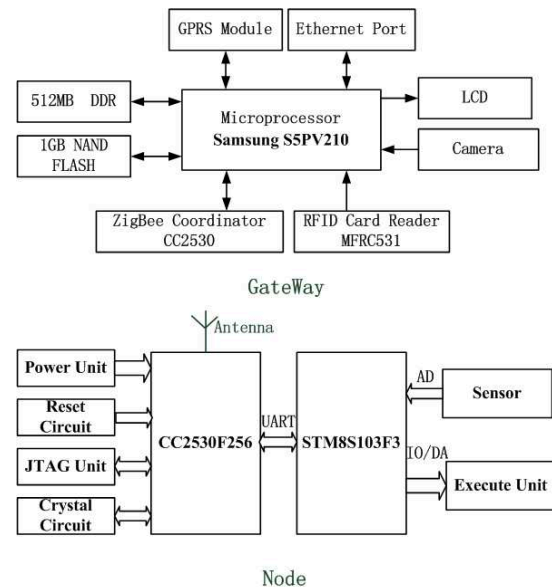 GPRS Module
Ethernet Port
512MB DDR
Microprocessor
Samsung S5PV210
LCD
1GB NAND
FLASH
Camera
ZigBee Coordinator
CC2530
RFID Card Reader
MFRC531
GateWay
Antenna
Power Unit
Reset
Circuit
JTAG Unit
Crystal
Circuit
CC2530F256
UART
STM8S103F3
AD
Sensor
IO/DA
Execute Unit
Node